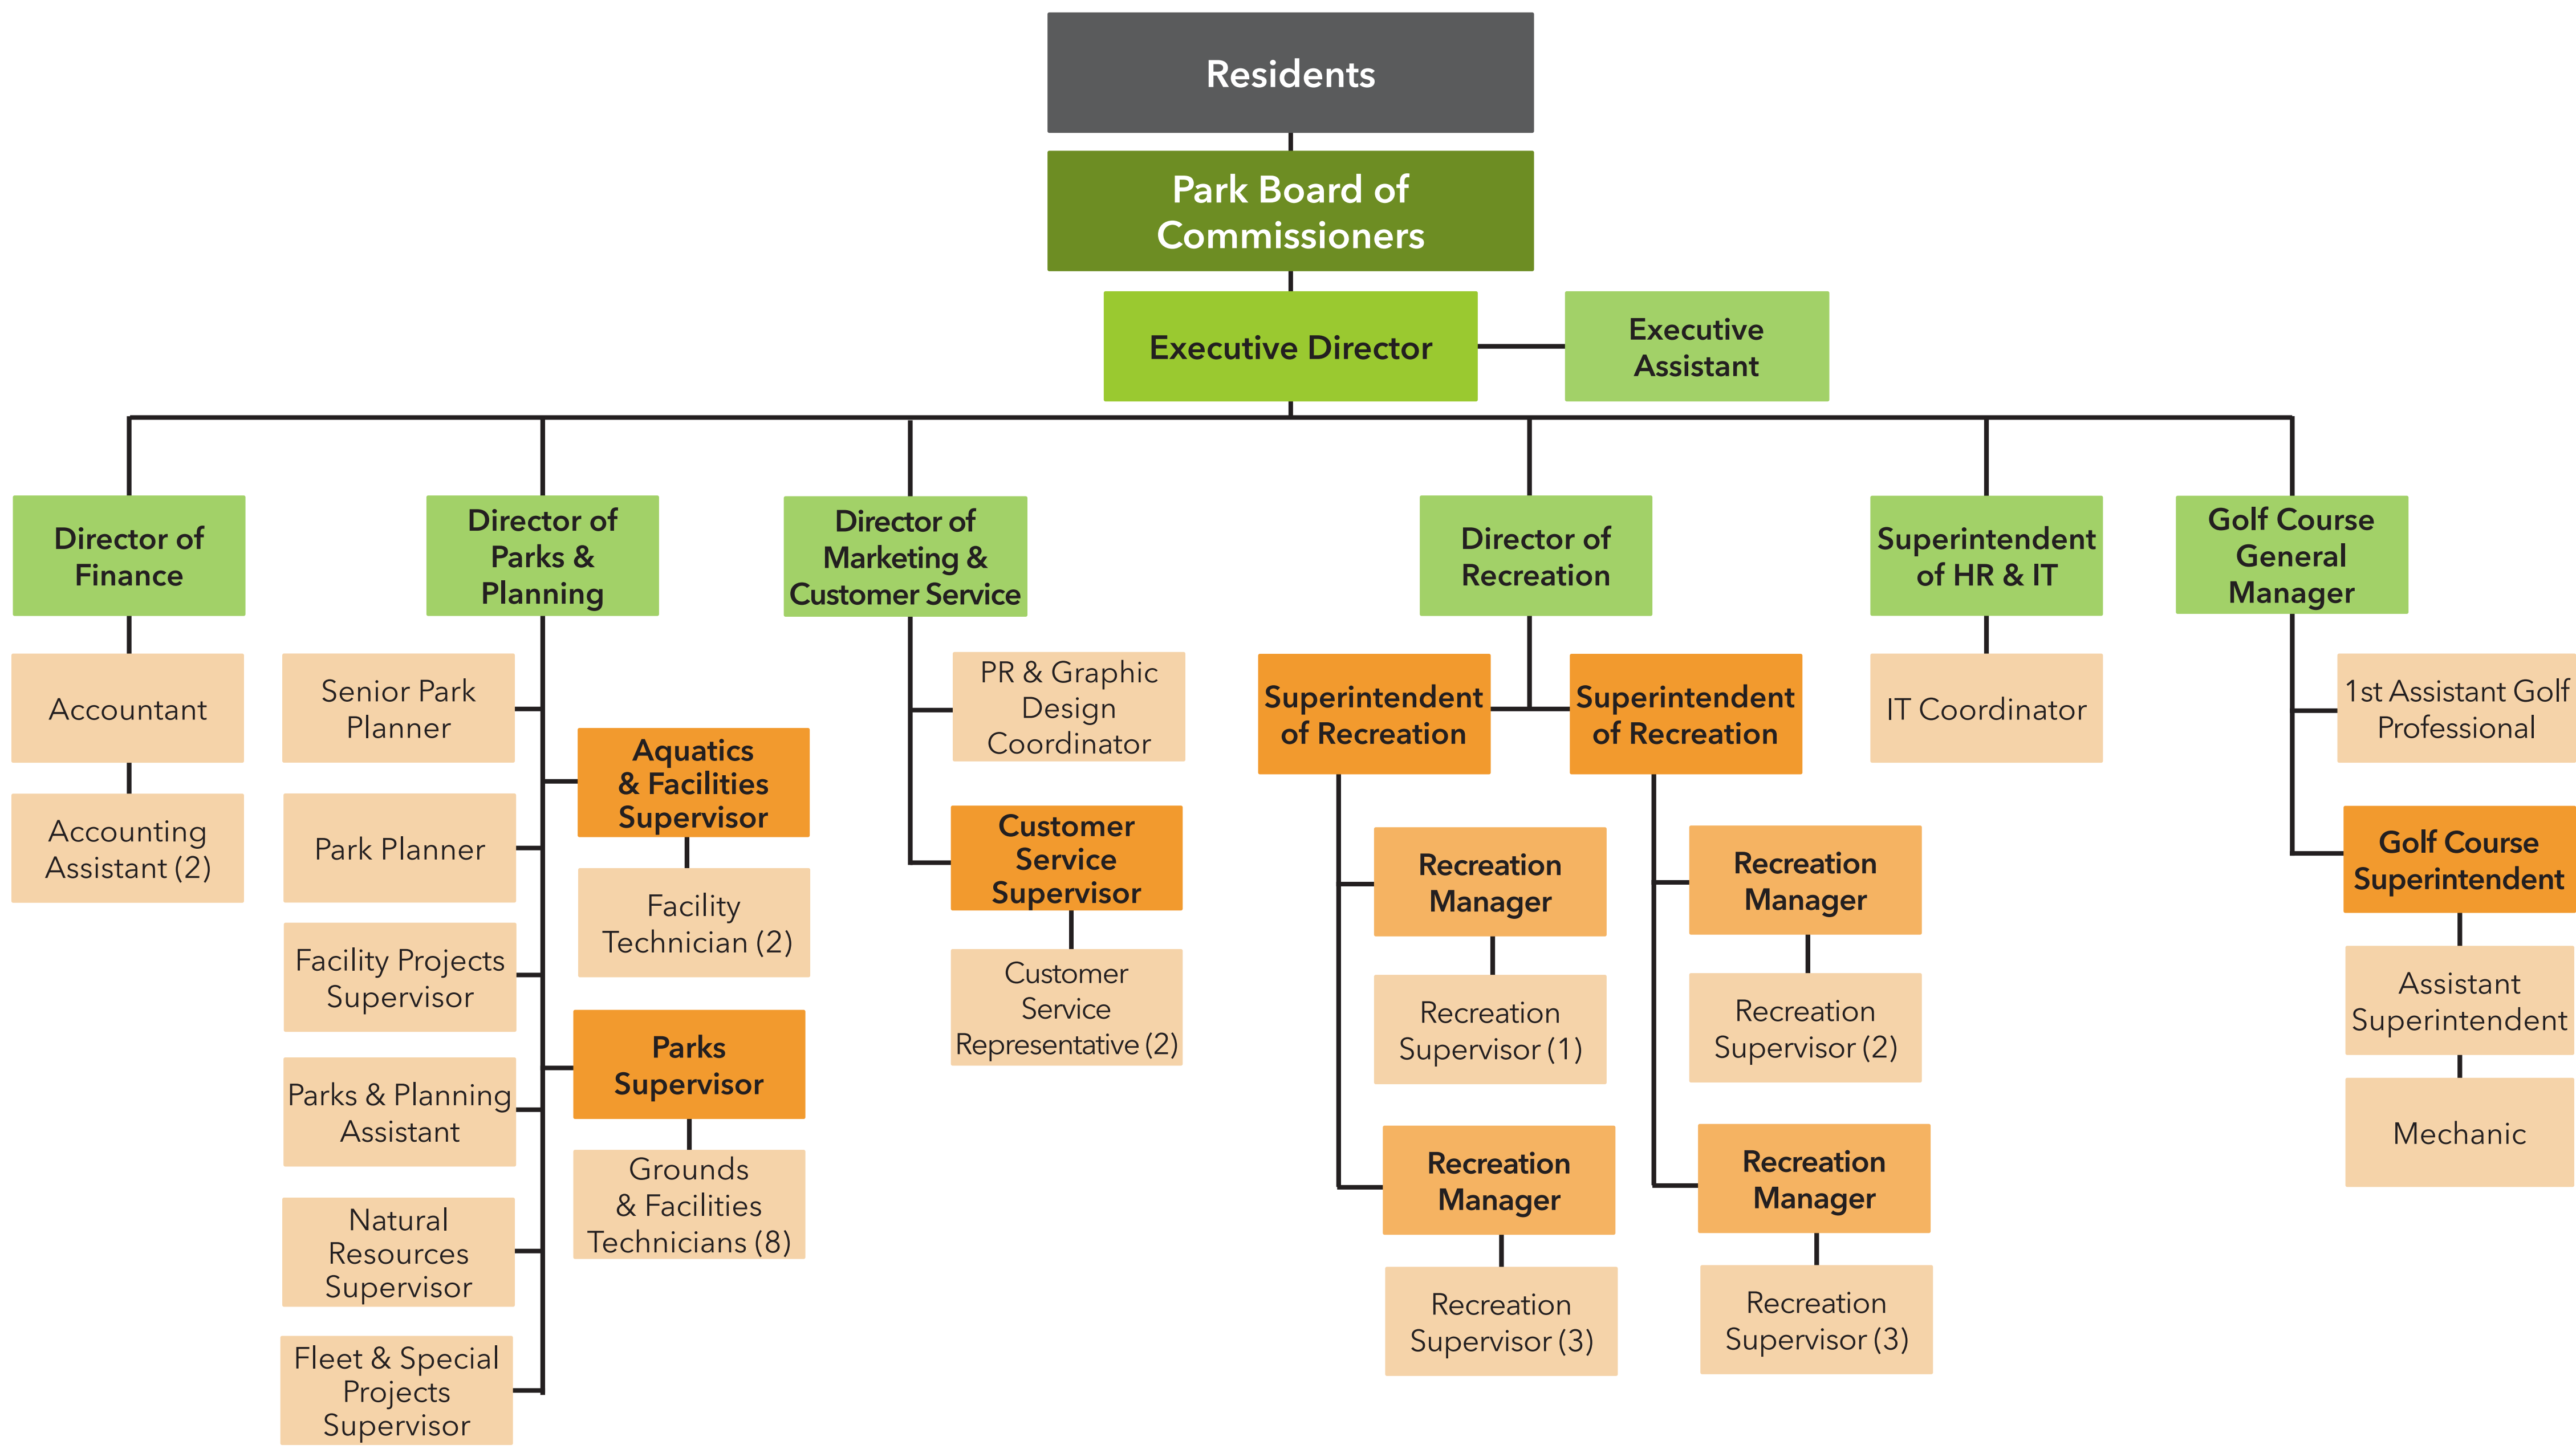 Residents
Park Board of
Commissioners
Executive Director
Executive
Assistant
Director of
Finance
Accountant
Accounting
Assistant (2)
Director of
Parks &
Planning
Senior Park
Planner
Park Planner
Facility Projects
Supervisor
Parks & Planning
Assistant
Natural
Resources
Supervisor
Fleet & Special
Projects
Supervisor
Aquatics
& Facilities
Supervisor
Facility
Technician (2)
Parks
Supervisor
Grounds
& Facilities
Technicians (8)
Director of
Marketing &
Customer Service
PR & Graphic
Design
Coordinator
Customer
Service
Supervisor
Customer
Service
Representative (2)
Director of
Recreation
Superintendent
of Recreation
Recreation
Manager
Recreation
Supervisor (1)
Recreation
Manager
Recreation
Supervisor (3)
Superintendent
of Recreation
Recreation
Manager
Recreation
Supervisor (2)
Recreation
Manager
Recreation
Supervisor (3)
Superintendent
of HR & IT
IT Coordinator
Golf Course
General
Manager
1st Assistant Golf
Professional
Golf Course
Superintendent
Assistant
Superintendent
Mechanic